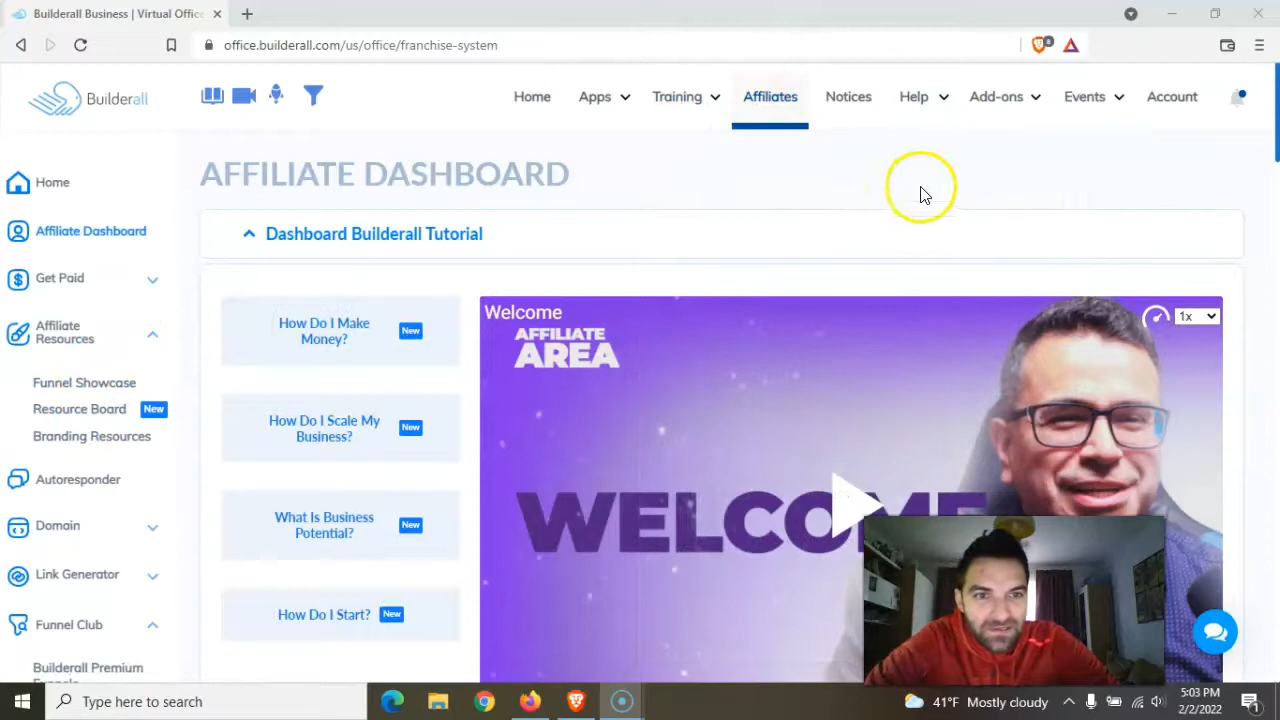 Builderall Business | Virtual Office
office.builderall.com/us/office/franchise-system
8
Builderall
Home
Apps
Training
Affiliates
Notices
Help
Add-ons
Events
Account
Home
Affiliate Dashboard
Get Paid
Affiliate
Resources
Funnel Showcase
Resource Board New
Branding Resources
Autoresponder
Domain
Link Generator
Funnel Club
Builderall Premium
AFFILIATE DASHBOARD
Dashboard Builderall Tutorial
How Do I Make
Money?
New
How Do I Scale My
Business?
New
What Is Business
Potential?
New
How Do I Start? New
Welcome
1x
AFFILIATE
AREA
WELCOME
Type here to search
41°F Mostly cloudy
5:03 PM
2/2/2022
1